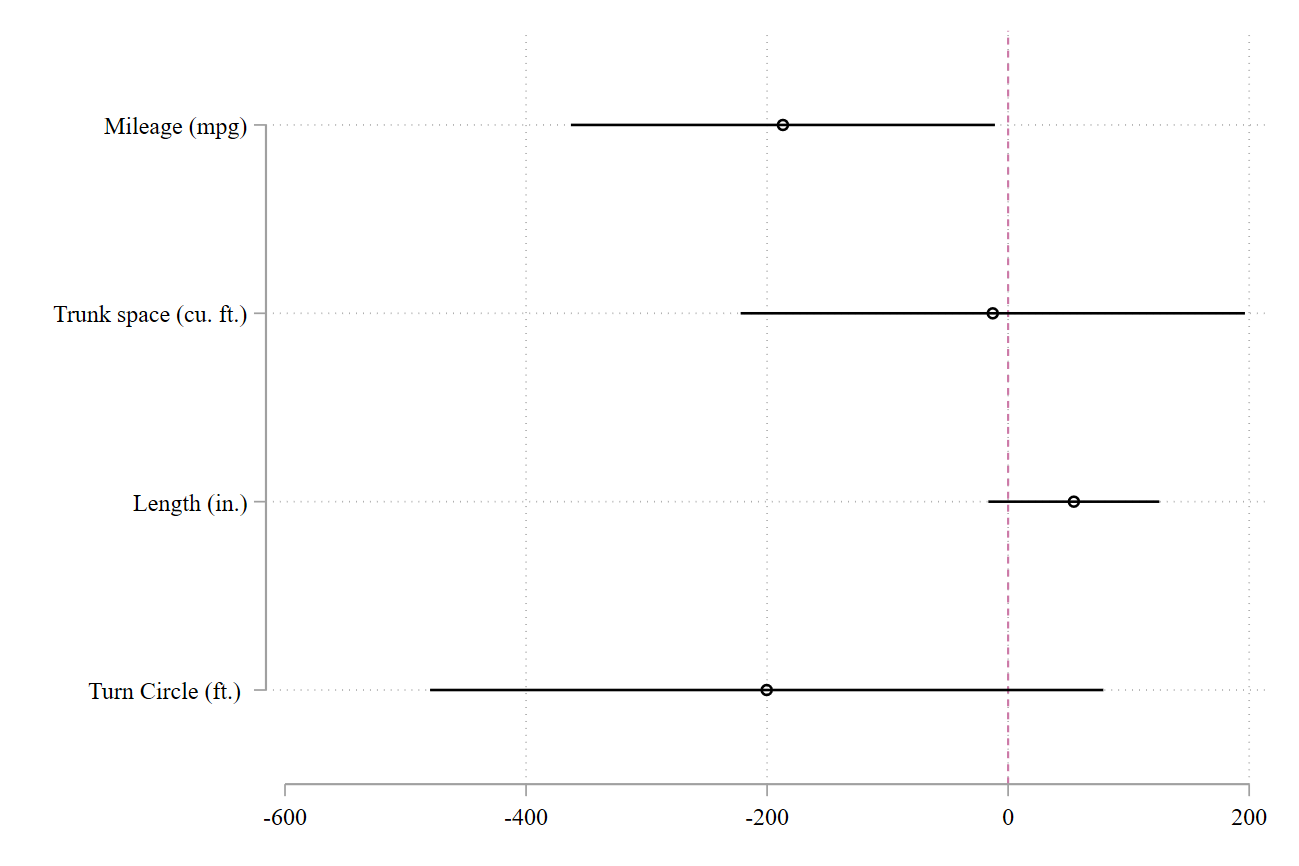 Mileage (mpg)
Trunk space (cu. ft.)
Length (in.)
Turn Circle (ft.)
-600 -400 -200 0 200